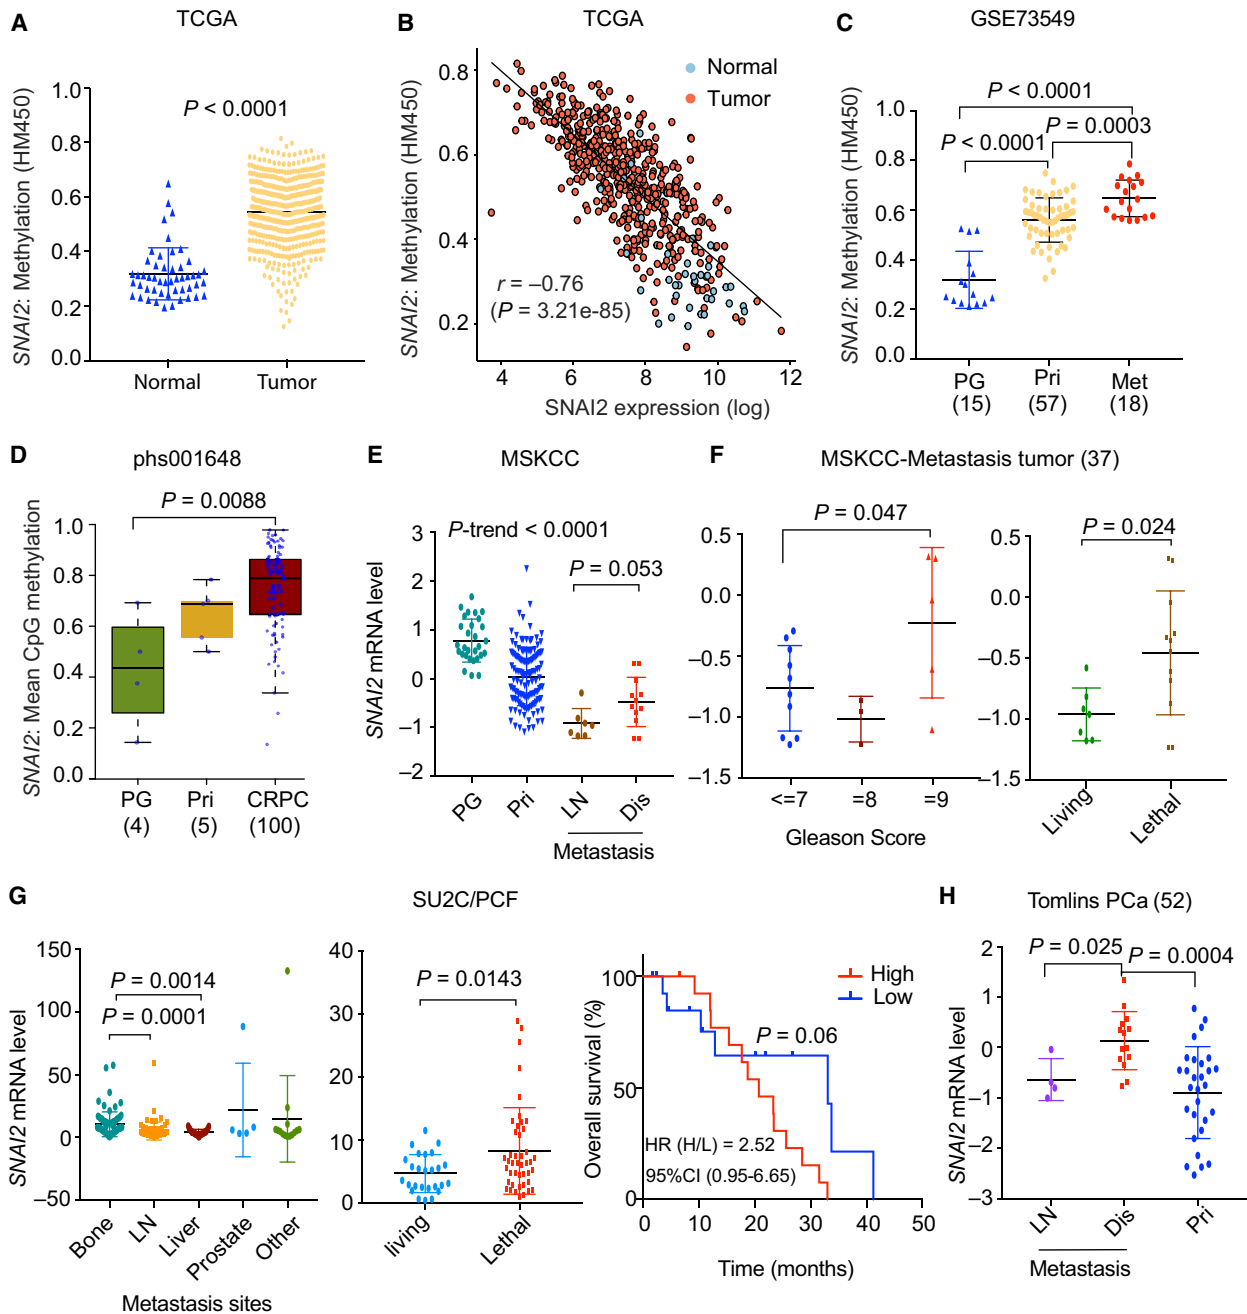 A
TCGA
SNAI2: Methylation (HM450)
1.0
0.8
0.6
0.4
0.2
0.0
P < 0.0001
Normal
Tumor
B
TCGA
SNAI2: Methylation (HM450)
0.8
0.6
0.4
0.2
Normal
Tumor
r = –0.76
(P = 3.21e-85)
4
6
8
10
12
SNAI2 expression (log)
C
GSE73549
SNAI2: Methylation (HM450)
1.0
0.8
0.6
0.4
0.2
0.0
P < 0.0001
P = 0.0003
P < 0.0001
PG
(15)
Pri
(57)
Met
(18)
D
phs001648
SNAI2: Mean CpG methylation
1.0
0.8
0.6
0.4
0.2
0.0
P = 0.0088
PG
(4)
Pri
(5)
CRPC
(100)
E
MSKCC
SNAI2 mRNA level
3
2
1
0
–1
–2
P-trend < 0.0001
P = 0.053
PG
Pri
LN
Dis
Metastasis
F
MSKCC-Metastasis tumor (37)
0.5
0.0
–0.5
–1.0
–1.5
P = 0.047
<=7
=8
=9
Gleason Score
0.5
0.0
–0.5
–1.0
–1.5
P = 0.024
Living
Lethal
G
SU2C/PCF
SNAI2 mRNA level
150
100
50
0
–50
P = 0.0014
P = 0.0001
Bone
LN
Liver
Prostate
Other
Metastasis sites
40
30
20
10
0
P = 0.0143
living
Lethal
Overall survival (%)
100
50
0
High
Low
P = 0.06
HR (H/L) = 2.52
95%CI (0.95-6.65)
0
10
20
30
40
50
Time (months)
H
Tomlins PCa (52)
SNAI2 mRNA level
2
1
0
–1
–2
–3
P = 0.025
P = 0.0004
LN
Dis
Pri
Metastasis